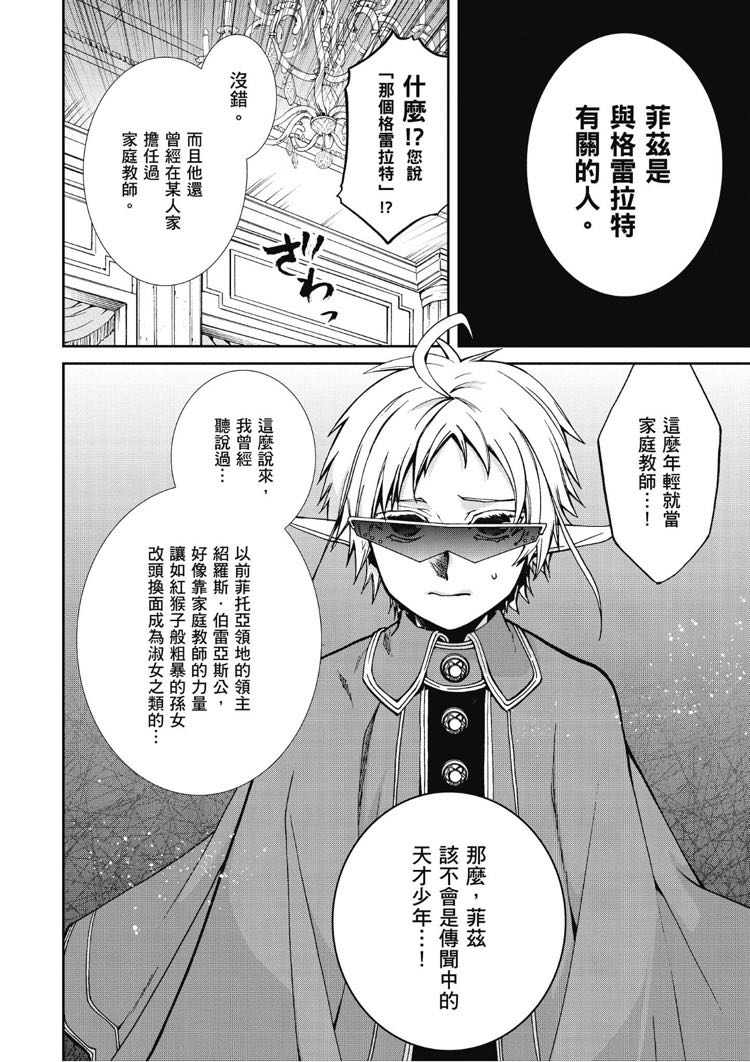 菲茲是
與格雷拉特
有關的人。
什麼!?您說
「那個格雷拉特」!?
沒錯。
而且他還
曾經在某人家
擔任過
家庭教師。
ざわっ
這麼年輕就當
家庭教師…!
這麼說來,
我曾經
聽說過…
以前菲托亞領地的領主
紹羅斯·伯雷亞斯公,
好像靠家庭教師的力量
讓如紅猴子般粗暴的孫女
改頭換面成為淑女之類的…
那麼,菲茲
該不會是傳聞中的
天才少年…!